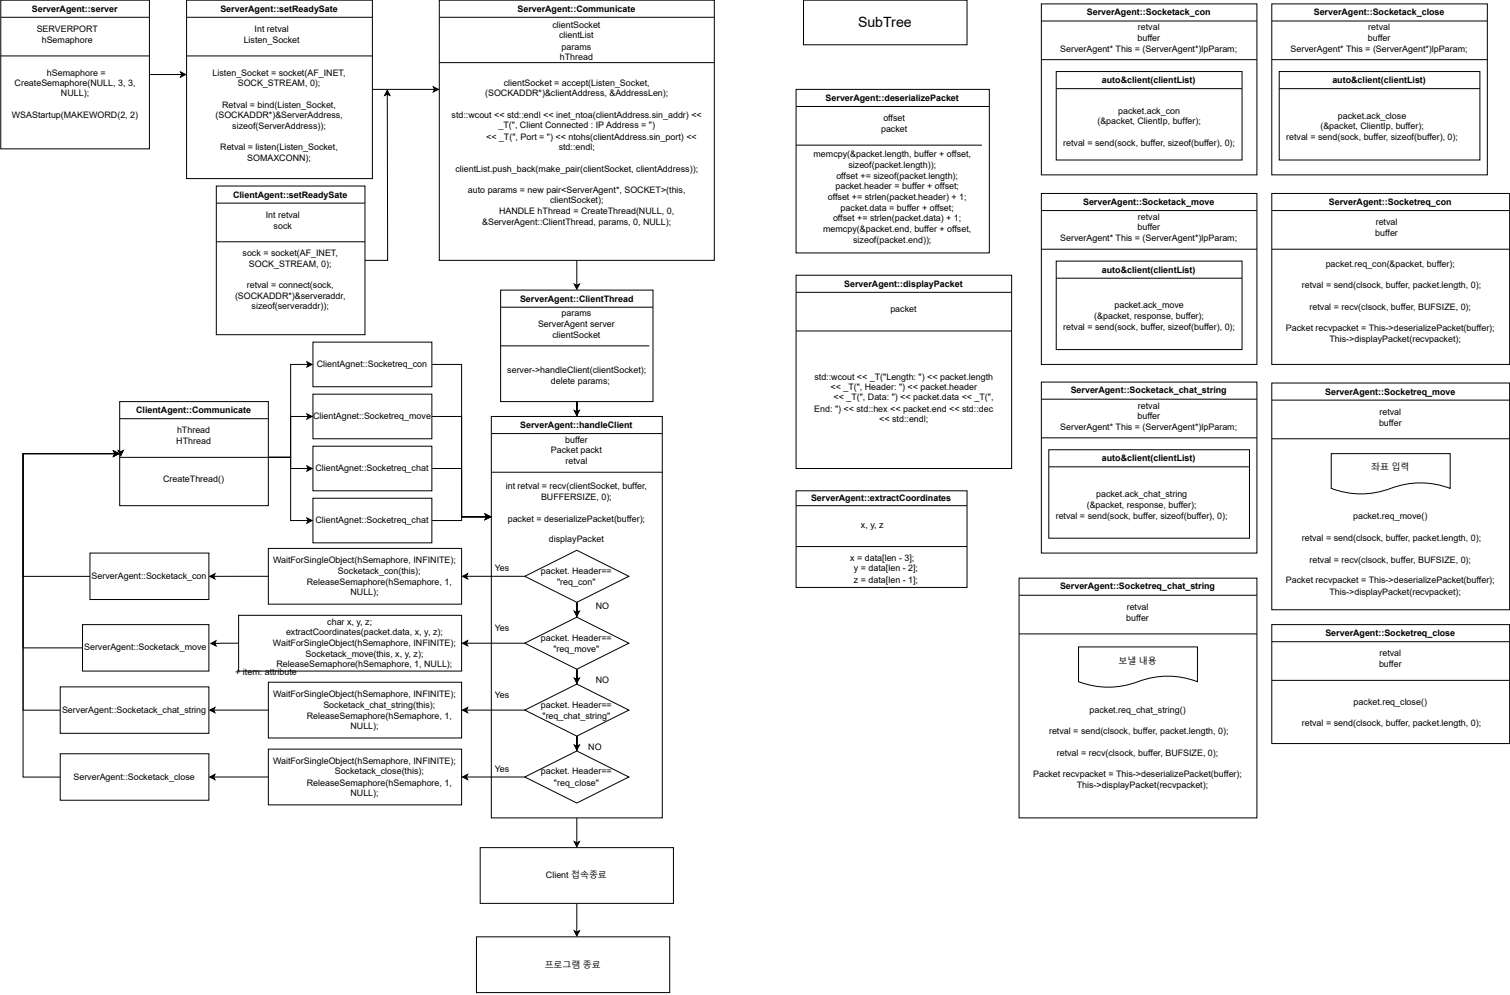 ServerAgent::server
SERVERPORT
hSemaphore
hSemaphore =
CreateSemaphore(NULL, 3, 3,
NULL);
WSAStartup(MAKEWORD(2, 2)
ServerAgent::setReadySate
Int retval
Listen_Socket
Listen_Socket = socket(AF_INET,
SOCK_STREAM, 0);
Retval = bind(Listen_Socket,
(SOCKADDR*)&ServerAddress,
sizeof(ServerAddress));
Retval = listen(Listen_Socket,
SOMAXCONN);
ClientAgent::setReadySate
Int retval
sock
sock = socket(AF_INET,
SOCK_STREAM, 0);
retval = connect(sock,
(SOCKADDR*)&serveraddr,
sizeof(serveraddr));
ServerAgent::Communicate
clientSocket
clientList
params
hThread
clientSocket = accept(Listen_Socket,
(SOCKADDR*)&clientAddress, &AddressLen);
std::wcout << std::endl << inet_ntoa(clientAddress.sin_addr) <<
_T(", Client Connected : IP Address = ")
<< _T(", Port = ") << ntohs(clientAddress.sin_port) <<
std::endl;
clientList.push_back(make_pair(clientSocket, clientAddress));
auto params = new pair<ServerAgent*, SOCKET>(this,
clientSocket);
HANDLE hThread = CreateThread(NULL, 0,
&ServerAgent::ClientThread, params, 0, NULL);
ServerAgent::ClientThread
params
ServerAgent server
clientSocket
server->handleClient(clientSocket);
delete params;
ClientAgnet::Socketreq_con
ClientAgnet::Socketreq_move
ClientAgnet::Socketreq_chat
ClientAgnet::Socketreq_chat
ClientAgent::Communicate
hThread
HThread
CreateThread()
ServerAgent::handleClient
buffer
Packet packt
retval
int retval = recv(clientSocket, buffer,
BUFFERSIZE, 0);
packet = deserializePacket(buffer);
displayPacket
packet. Header==
"req_con"
Yes
NO
WaitForSingleObject(hSemaphore, INFINITE);
Socketack_con(this);
ReleaseSemaphore(hSemaphore, 1,
NULL);
ServerAgent::Socketack_con
packet. Header==
"req_move"
Yes
NO
char x, y, z;
extractCoordinates(packet.data, x, y, z);
WaitForSingleObject(hSemaphore, INFINITE);
Socketack_move(this, x, y, z);
ReleaseSemaphore(hSemaphore, 1, NULL);
+ item: attribute
ServerAgent::Socketack_move
packet. Header==
"req_chat_string"
Yes
NO
WaitForSingleObject(hSemaphore, INFINITE);
Socketack_chat_string(this);
ReleaseSemaphore(hSemaphore, 1,
NULL);
ServerAgent::Socketack_chat_string
packet. Header==
"req_close"
Yes
WaitForSingleObject(hSemaphore, INFINITE);
Socketack_close(this);
ReleaseSemaphore(hSemaphore, 1,
NULL);
ServerAgent::Socketack_close
Client 접속종료
프로그램 종료
SubTree
ServerAgent::deserializePacket
offset
packet
memcpy(&packet.length, buffer + offset,
sizeof(packet.length));
offset += sizeof(packet.length);
packet.header = buffer + offset;
offset += strlen(packet.header) + 1;
packet.data = buffer + offset;
offset += strlen(packet.data) + 1;
memcpy(&packet.end, buffer + offset,
sizeof(packet.end));
ServerAgent::displayPacket
packet
std::wcout << _T("Length: ") << packet.length
<< _T(", Header: ") << packet.header
<< _T(", Data: ") << packet.data << _T(",
End: ") << std::hex << packet.end << std::dec
<< std::endl;
ServerAgent::extractCoordinates
x, y, z
x = data[len - 3];
y = data[len - 2];
z = data[len - 1];
ServerAgent::Socketack_con
retval
buffer
ServerAgent* This = (ServerAgent*)lpParam;
auto&client(clientList)
packet.ack_con
(&packet, ClientIp, buffer);
retval = send(sock, buffer, sizeof(buffer), 0);
ServerAgent::Socketack_close
retval
buffer
ServerAgent* This = (ServerAgent*)lpParam;
auto&client(clientList)
packet.ack_close
(&packet, ClientIp, buffer);
retval = send(sock, buffer, sizeof(buffer), 0);
ServerAgent::Socketack_move
retval
buffer
ServerAgent* This = (ServerAgent*)lpParam;
auto&client(clientList)
packet.ack_move
(&packet, response, buffer);
retval = send(sock, buffer, sizeof(buffer), 0);
ServerAgent::Socketreq_con
retval
buffer
packet.req_con(&packet, buffer);
retval = send(clsock, buffer, packet.length, 0);
retval = recv(clsock, buffer, BUFSIZE, 0);
Packet recvpacket = This->deserializePacket(buffer);
This->displayPacket(recvpacket);
ServerAgent::Socketack_chat_string
retval
buffer
ServerAgent* This = (ServerAgent*)lpParam;
auto&client(clientList)
packet.ack_chat_string
(&packet, response, buffer);
retval = send(sock, buffer, sizeof(buffer), 0);
ServerAgent::Socketreq_move
retval
buffer
좌표 입력
packet.req_move()
retval = send(clsock, buffer, packet.length, 0);
retval = recv(clsock, buffer, BUFSIZE, 0);
Packet recvpacket = This->deserializePacket(buffer);
This->displayPacket(recvpacket);
ServerAgent::Socketreq_chat_string
retval
buffer
보낼 내용
packet.req_chat_string()
retval = send(clsock, buffer, packet.length, 0);
retval = recv(clsock, buffer, BUFSIZE, 0);
Packet recvpacket = This->deserializePacket(buffer);
This->displayPacket(recvpacket);
ServerAgent::Socketreq_close
retval
buffer
packet.req_close()
retval = send(clsock, buffer, packet.length, 0);